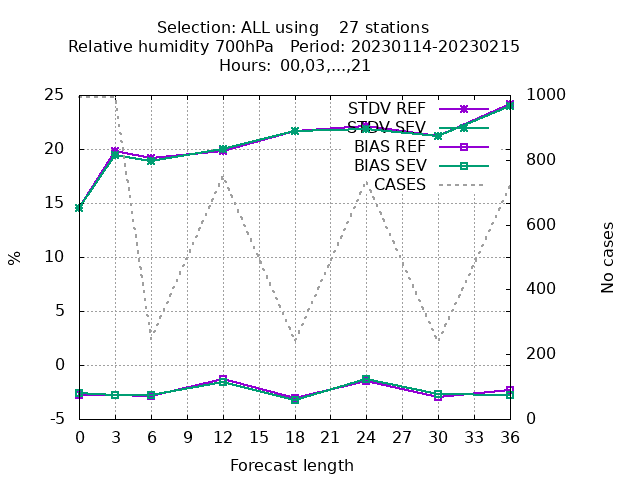 Selection: ALL using    27 stations
Relative humidity 700hPa   Period: 20230114-20230215
Hours: 00,03,...,21
25
20
15
10
5
0
-5
%
1000
800
600
400
200
0
No cases
STDV REF
STDV SEV
BIAS REF
BIAS SEV
CASES
0 3 6 9 12 15 18 21 24 27 30 33 36
Forecast length